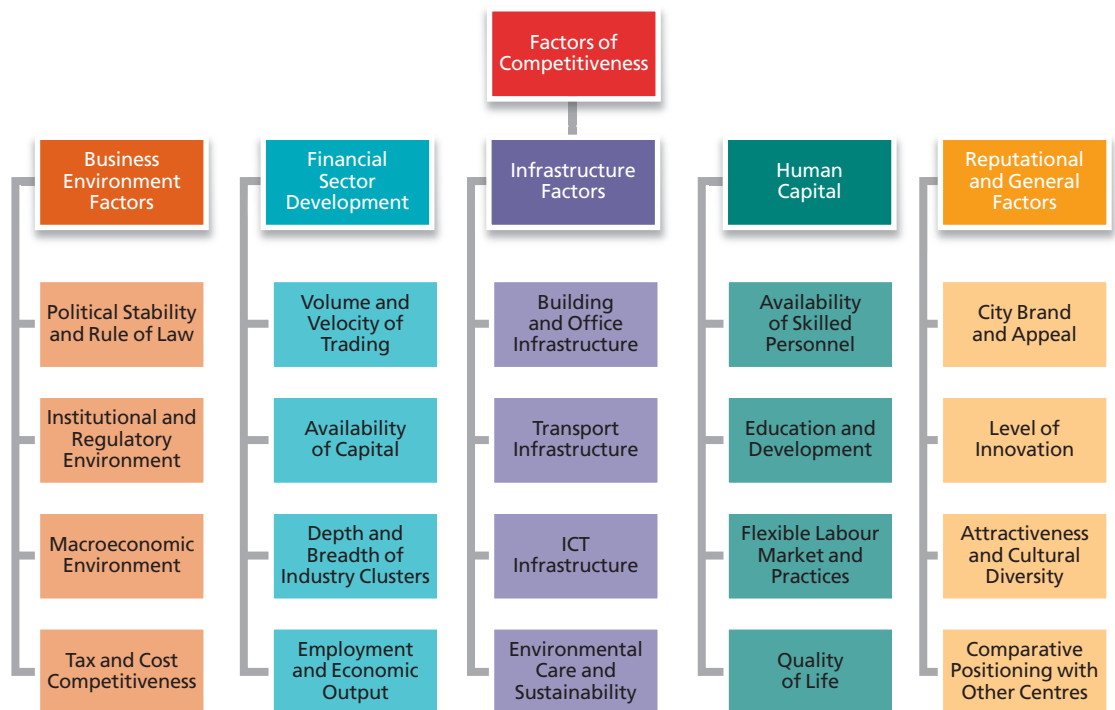 Factors of
Competitiveness
Business
Environment
Factors
Financial
Sector
Development
Infrastructure
Factors
Human
Capital
Reputational
and General
Factors
Political Stability
and Rule of Law
Volume and
Velocity of
Trading
Building
and Office
Infrastructure
Availability
of Skilled
Personnel
City Brand
and Appeal
Institutional and
Regulatory
Environment
Availability
of Capital
Transport
Infrastructure
Education and
Development
Level of
Innovation
Macroeconomic
Environment
Depth and
Breadth of
Industry Clusters
ICT
Infrastructure
Flexible Labour
Market and
Practices
Attractiveness
and Cultural
Diversity
Tax and Cost
Competitiveness
Employment
and Economic
Output
Environmental
Care and
Sustainability
Quality
of Life
Comparative
Positioning with
Other Centres